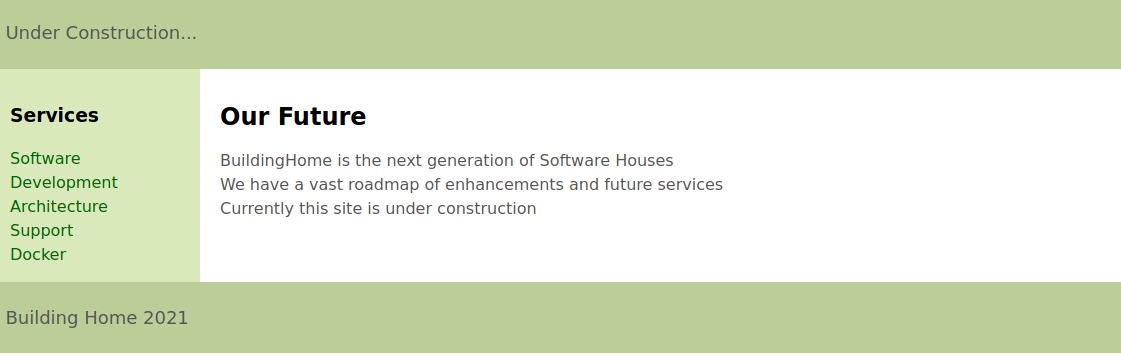 Under Construction...
Services
Software
Development
Architecture
Support
Docker
Our Future
BuildingHome is the next generation of Software Houses
We have a vast roadmap of enhancements and future services
Currently this site is under construction
Building Home 2021